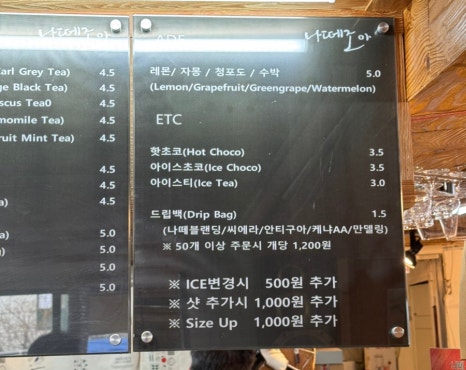 나떼조아
arl Grey Tea) 4.5
ge Black Tea) 4.5
scus Tea0 4.5
momile Tea) 4.5
ruit Mint Tea) 4.5
4.5
4.5
) 4.5
a) 5.0
) 5.0
5.0
나떼조아
ADE
레몬/ 자몽 / 청포도 / 수박 5.0
(Lemon/Grapefruit/Greengrape/Watermelon)
ETC
핫초코(Hot Choco) 3.5
아이스초코(Ice Choco) 3.5
아이스티(Ice Tea) 3.0
드립백(Drip Bag) 1.5
(나떼블랜딩/씨에라/안티구아/케냐AA/만델링)
※ 50개 이상 주문시 개당 1,200원
※ ICE변경시 500원 추가
※ 샷 추가시 1,000원 추가
※ Size Up 1,000원 추가